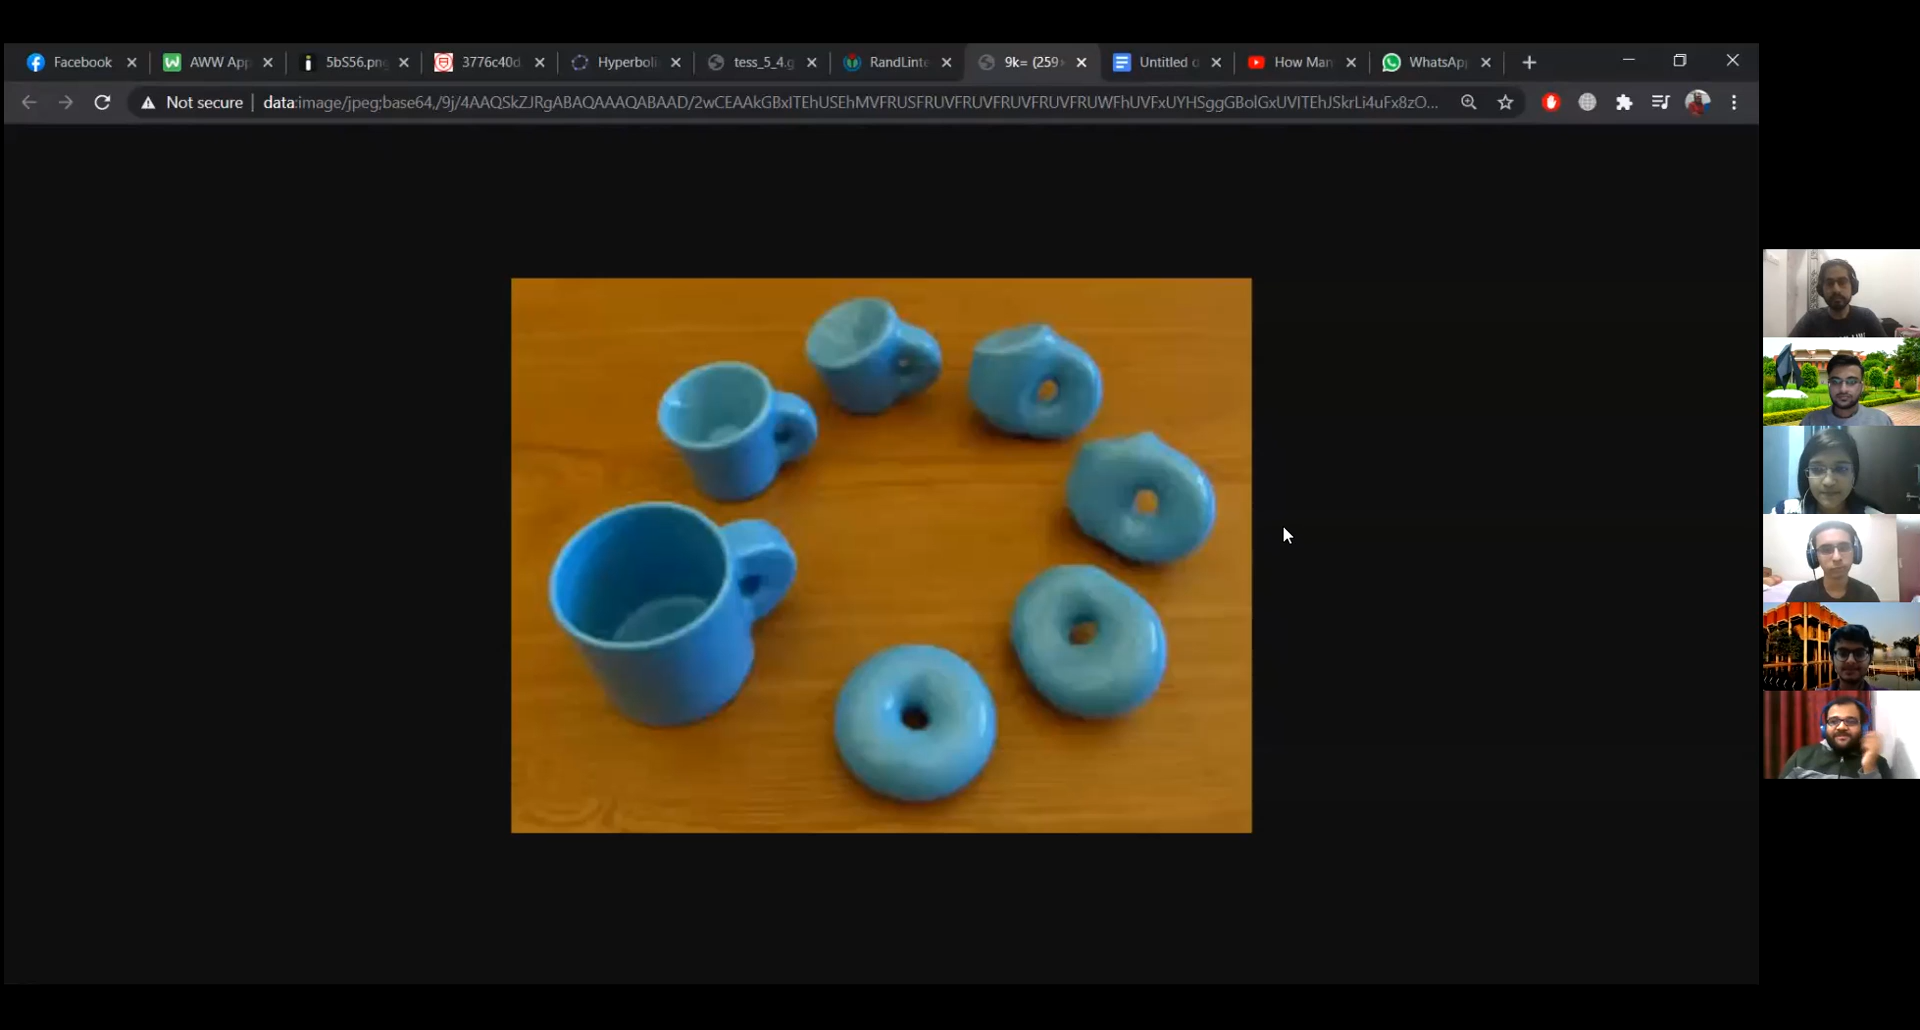 Facebook
AWW App
5bS56.png
3776c40d
Hyperboli
tess_5_4.g
RandLinte
9k= (259×
Untitled d
How Man
WhatsApp
Not secure
data:image/jpeg;base64,/9j/4AAQSkZJRgABAQAAAQABAAD/2wCEAAkGBxITEhUSEhMVFRUSFRUVFRUVFRUVFRUVFRUWFhUVFxUYHSggGBolGxUVITEhJSkrLi4uFx8zO...